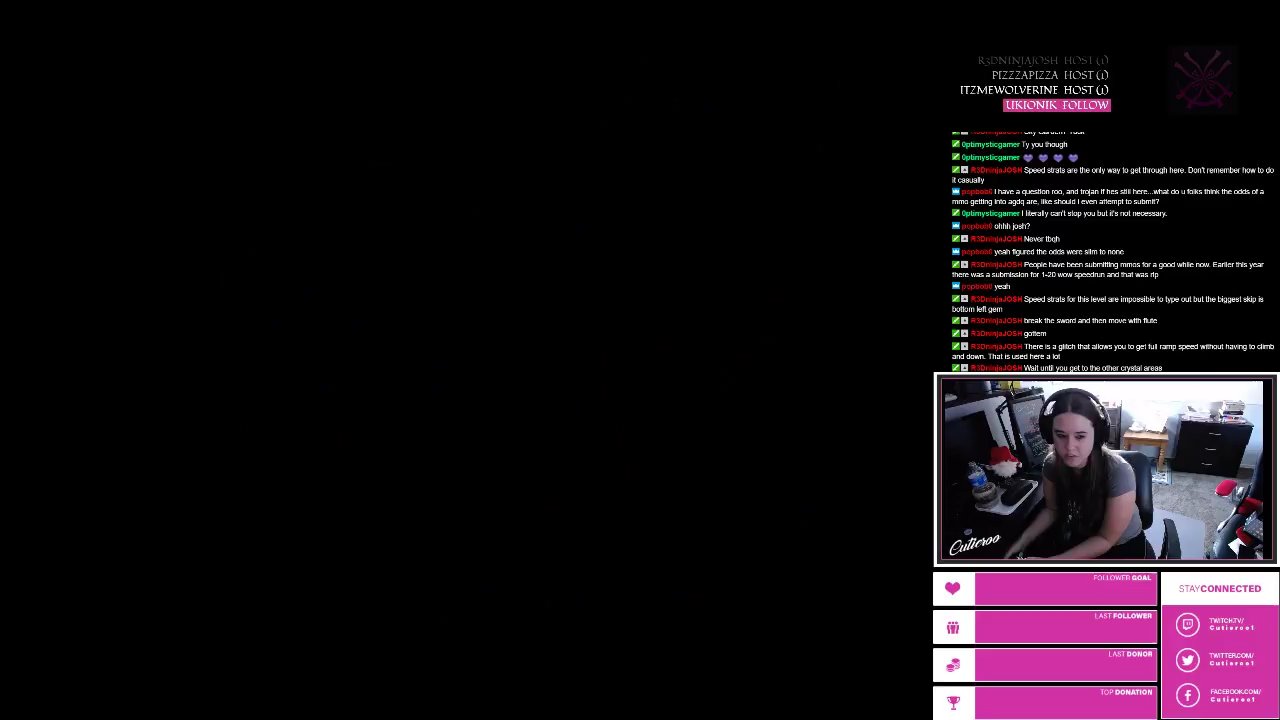 R3DNINJAJOSH HOST (1)
PIZZZAPIZZA HOST (1)
ITZMEWOLVERINE HOST (1)
UKIONIK FOLLOW
0ptimysticgamer Ty you though
0ptimysticgamer
R3DninjaJOSH Speed strats are the only way to get through here. Don't remember how to do
it casually
popbob0 I have a question roo, and trojan if hes still here...what do u folks think the odds of a
mmo getting into agdq are, like should I even attempt to submit?
0ptimysticgamer I literally can't stop you but it's not necessary.
popbob0 ohhh josh?
R3DninjaJOSH Never tbqh
popbob0 yeah figured the odds were slim to none
R3DninjaJOSH People have been submitting mmos for a good while now. Earlier this year
there was a submission for 1-20 wow speedrun and that was rip
popbob0 yeah
R3DninjaJOSH Speed strats for this level are impossible to type out but the biggest skip is
bottom left gem
R3DninjaJOSH break the sword and then move with flute
R3DninjaJOSH gottem
R3DninjaJOSH There is a glitch that allows you to get full ramp speed without having to climb
and down. That is used here a lot
R3DninjaJOSH Wait until you get to the other crystal areas
Cutieroo
FOLLOWER GOAL
LAST FOLLOWER
LAST DONOR
TOP DONATION
STAYCONNECTED
TWITCH.TV/
Cutieroo1
TWITTER.COM/
Cutieroo1
FACEBOOK.COM/
Cutieroo1